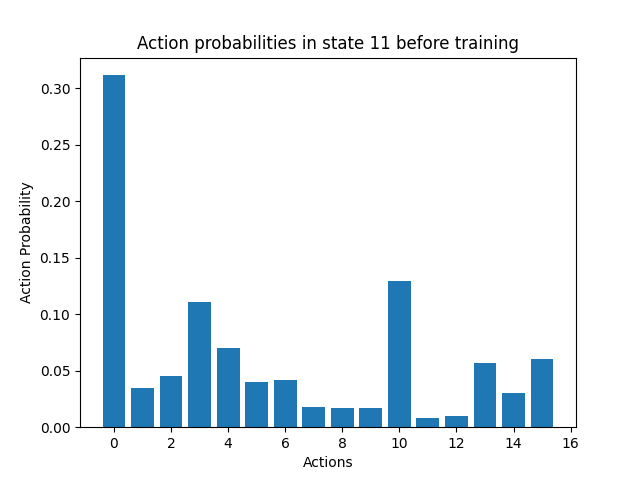 Action probabilities in state 11 before training
0.30
0.25
0.20
0.15
0.10
0.05
0.00
Action Probability
0 2 4 6 8 10 12 14 16
Actions